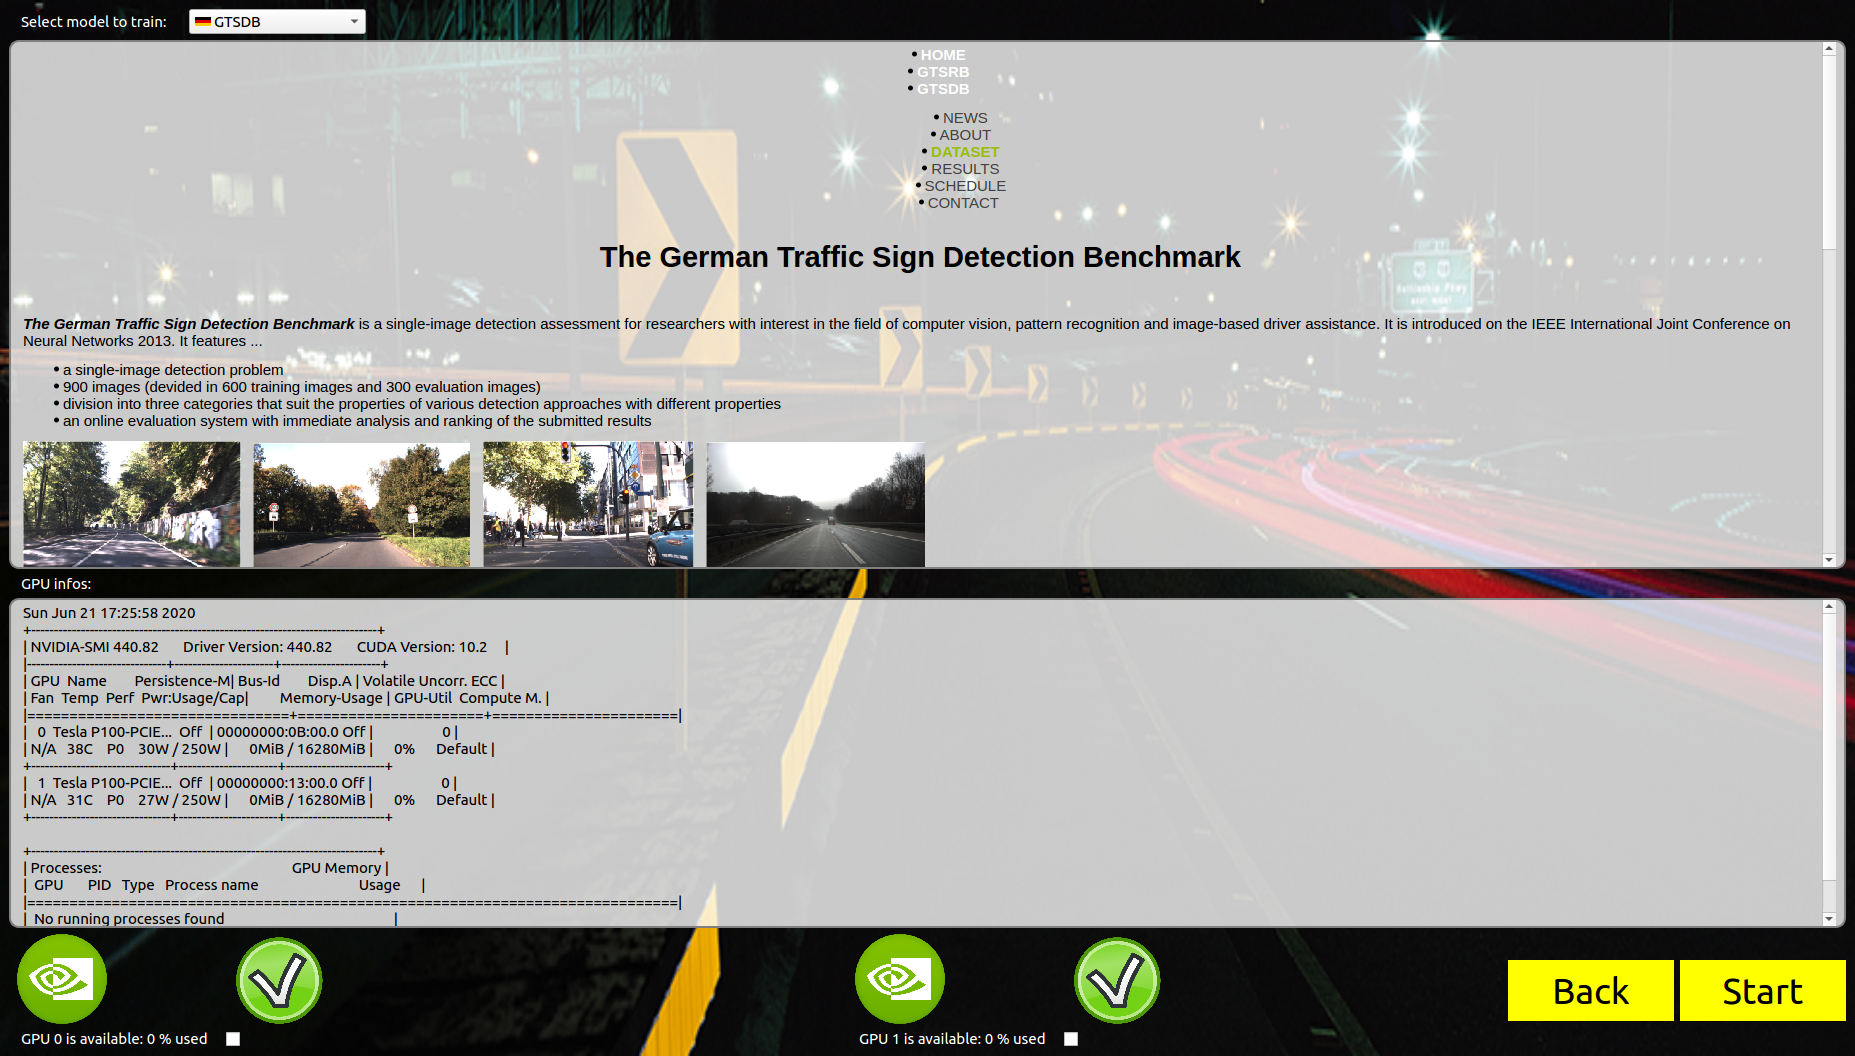 Select model to train: GTSDB
• HOME
• GTSRB
• GTSDB
• NEWS
• ABOUT
• DATASET
• RESULTS
• SCHEDULE
• CONTACT
The German Traffic Sign Detection Benchmark
The German Traffic Sign Detection Benchmark is a single-image detection assessment for researchers with interest in the field of computer vision, pattern recognition and image-based driver assistance. It is introduced on the IEEE International Joint Conference on
Neural Networks 2013. It features ...
• a single-image detection problem
• 900 images (devided in 600 training images and 300 evaluation images)
• division into three categories that suit the properties of various detection approaches with different properties
• an online evaluation system with immediate analysis and ranking of the submitted results
GPU infos:
Sun Jun 21 17:25:58 2020
+-----------------------------------------------------------------------------+
| NVIDIA-SMI 440.82       Driver Version: 440.82       CUDA Version: 10.2     |
|-------------------------------+----------------------+----------------------+
| GPU  Name        Persistence-M| Bus-Id        Disp.A | Volatile Uncorr. ECC |
| Fan  Temp  Perf  Pwr:Usage/Cap|         Memory-Usage | GPU-Util  Compute M. |
|===============================+======================+======================|
|   0  Tesla P100-PCIE...  Off  | 00000000:0B:00.0 Off |                    0 |
| N/A   38C    P0    30W / 250W |      0MiB / 16280MiB |      0%      Default |
+-------------------------------+----------------------+----------------------+
|   1  Tesla P100-PCIE...  Off  | 00000000:13:00.0 Off |                    0 |
| N/A   31C    P0    27W / 250W |      0MiB / 16280MiB |      0%      Default |
+-------------------------------+----------------------+----------------------+
+-----------------------------------------------------------------------------+
| Processes:                                                       GPU Memory |
|  GPU       PID   Type   Process name                             Usage      |
|=============================================================================|
|  No running processes found                                                 |
GPU 0 is available: 0 % used
GPU 1 is available: 0 % used
Back
Start